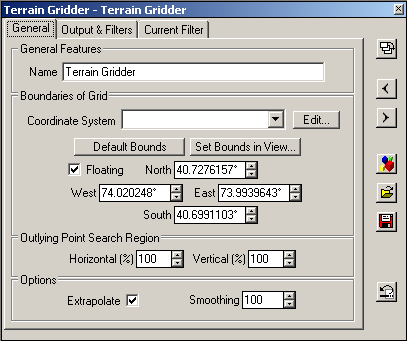 Terrain Gridder - Terrain Gridder
General Output & Filters Current Filter
General Features
Name Terrain Gridder
Boundaries of Grid
Coordinate System Edit...
Default Bounds Set Bounds in View...
Floating North 40.7276157°
West 74.020248° East 73.9939643°
South 40.6991103°
Outlying Point Search Region
Horizontal (%) 100 Vertical (%) 100
Options
Extrapolate Smoothing 100